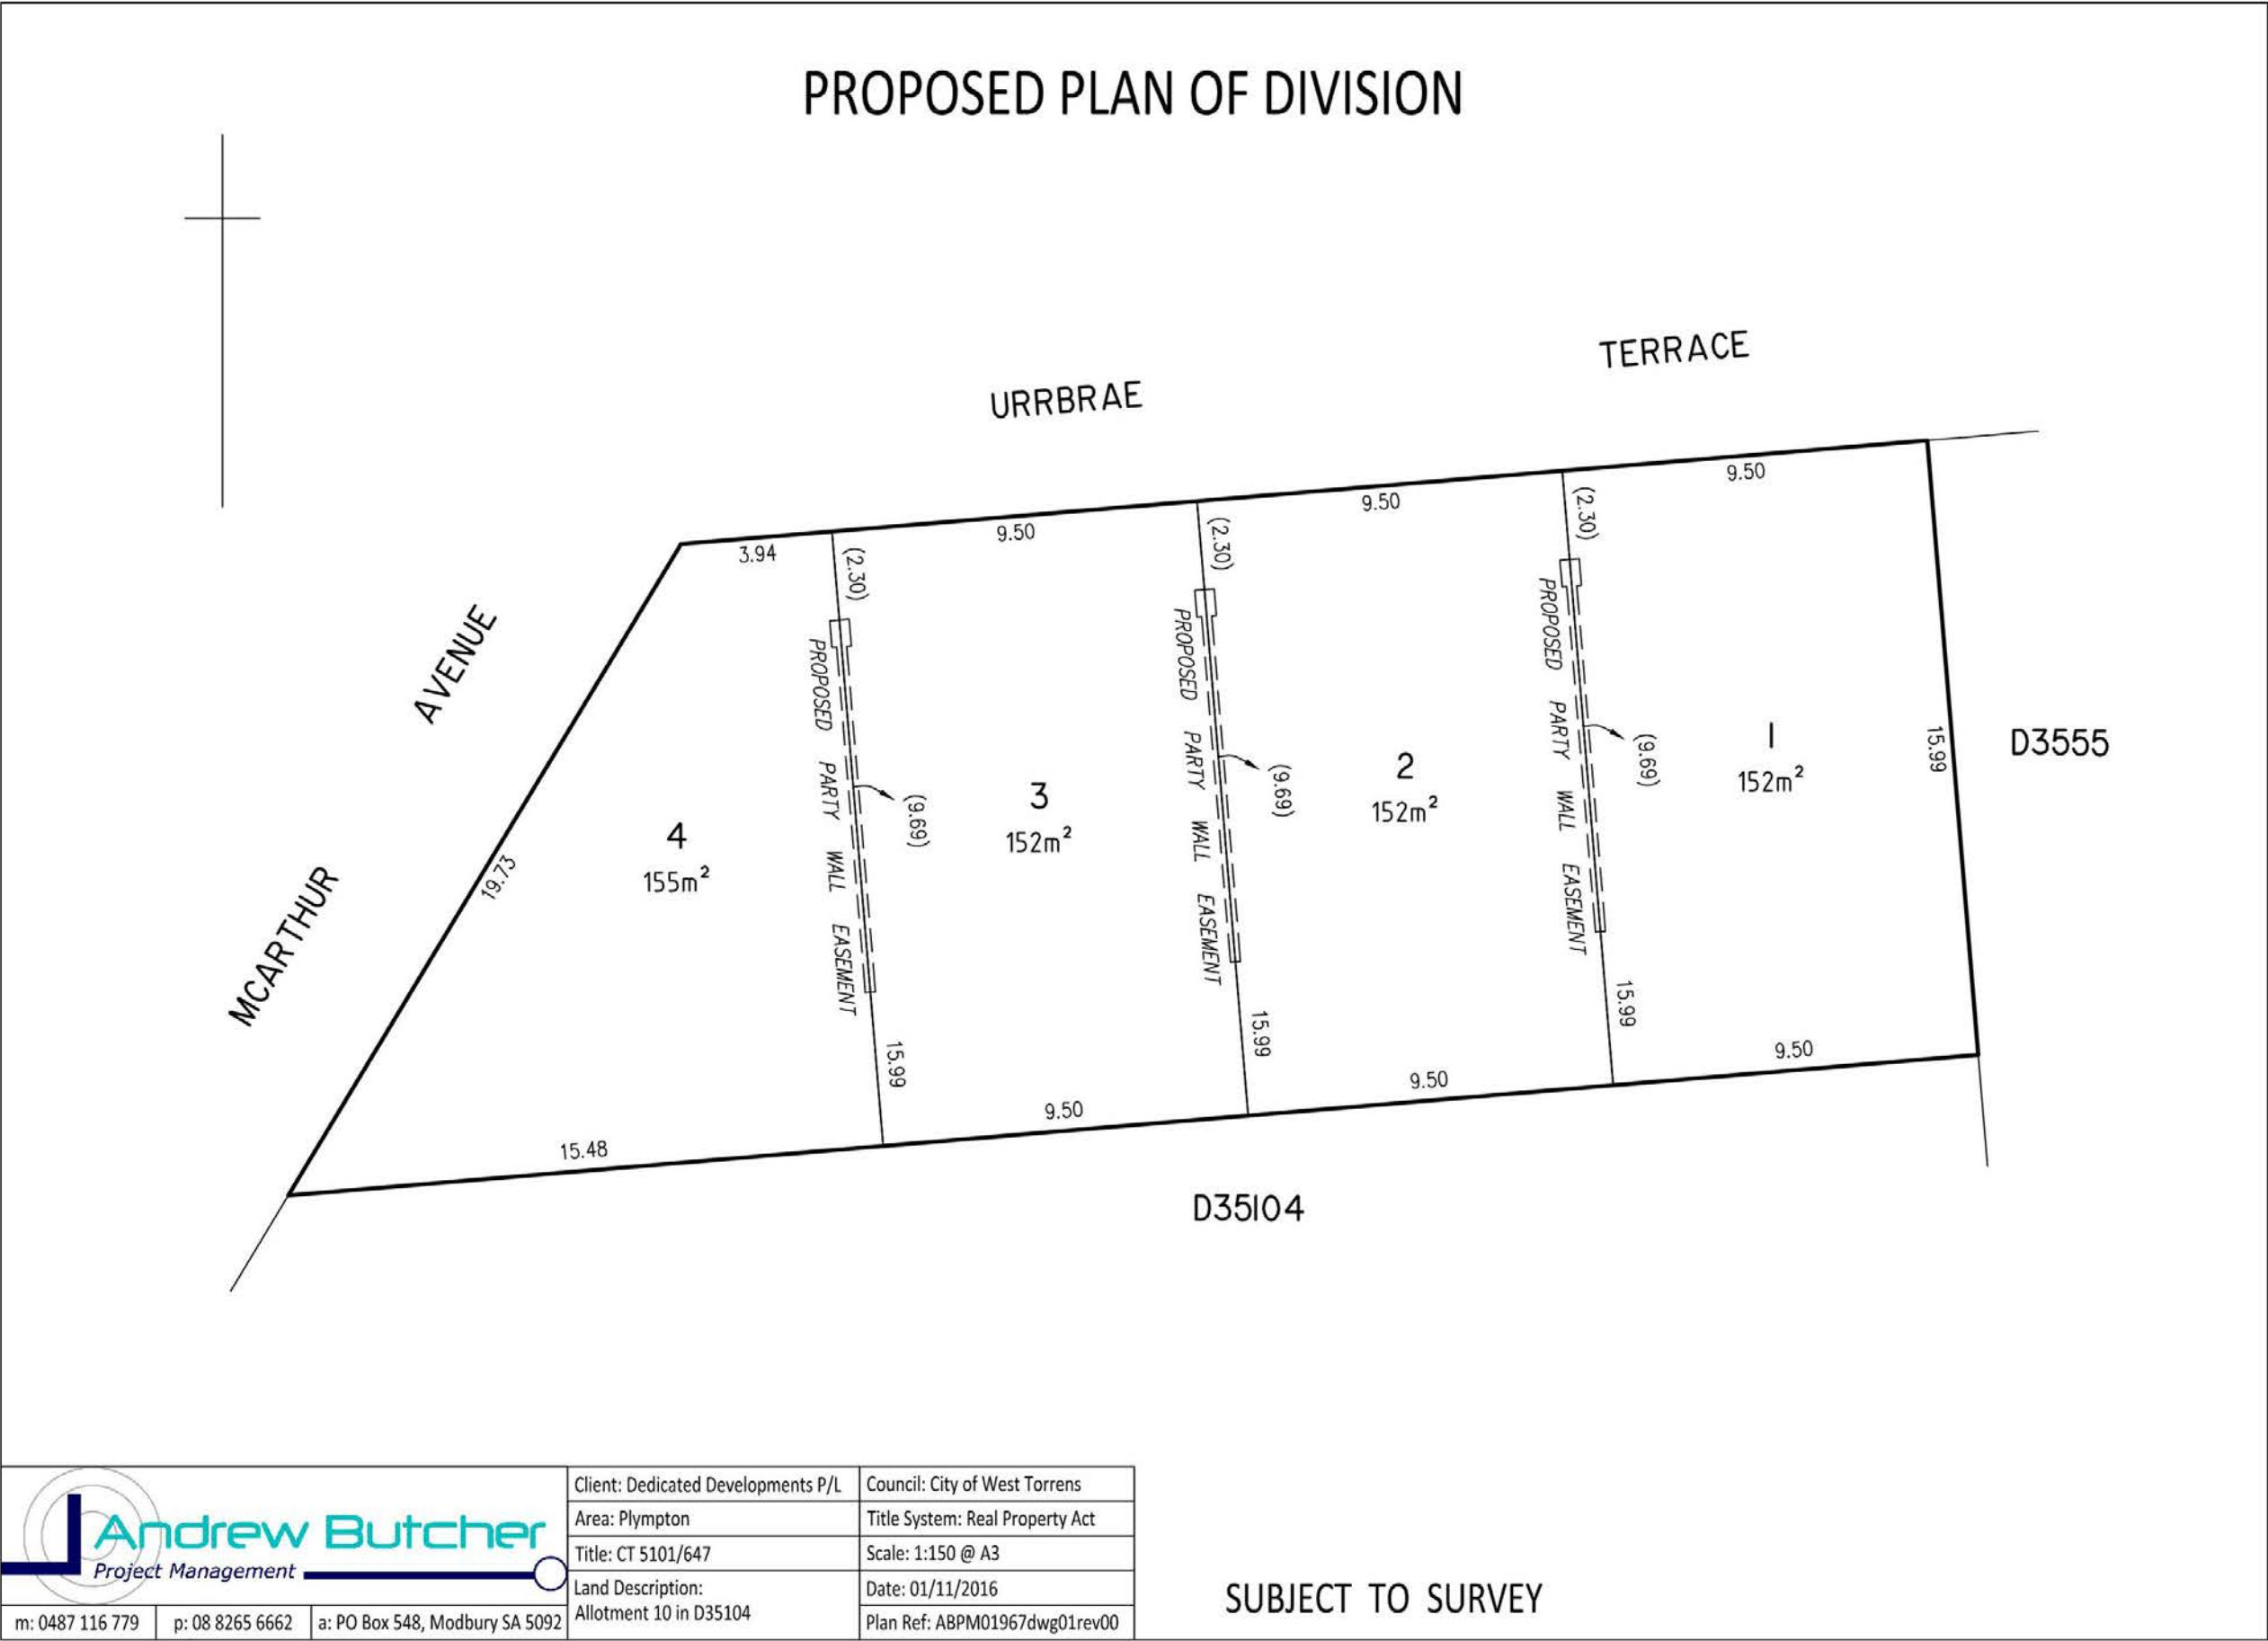 PROPOSED PLAN OF DIVISION
TERRACE
URRBRAE
9.50
9.50
9.50
3.94
(2.30)
(2.30)
(2.30)
AVENUE
MCARTHUR
19.73
PROPOSED PARTY WALL EASEMENT
PROPOSED PARTY WALL EASEMENT
PROPOSED PARTY WALL EASEMENT
(9.69)
(9.69)
(9.69)
4
155m²
3
152m²
2
152m²
1
152m²
15.99
D3555
15.99
15.99
15.99
15.48
9.50
9.50
9.50
D35104
Andrew Butcher
Project Management
m: 0487 116 779
p: 08 8265 6662
a: PO Box 548, Modbury SA 5092
Client: Dedicated Developments P/L
Area: Plympton
Title: CT 5101/647
Land Description:
Allotment 10 in D35104
Council: City of West Torrens
Title System: Real Property Act
Scale: 1:150 @ A3
Date: 01/11/2016
Plan Ref: ABPM01967dwg01rev00
SUBJECT TO SURVEY